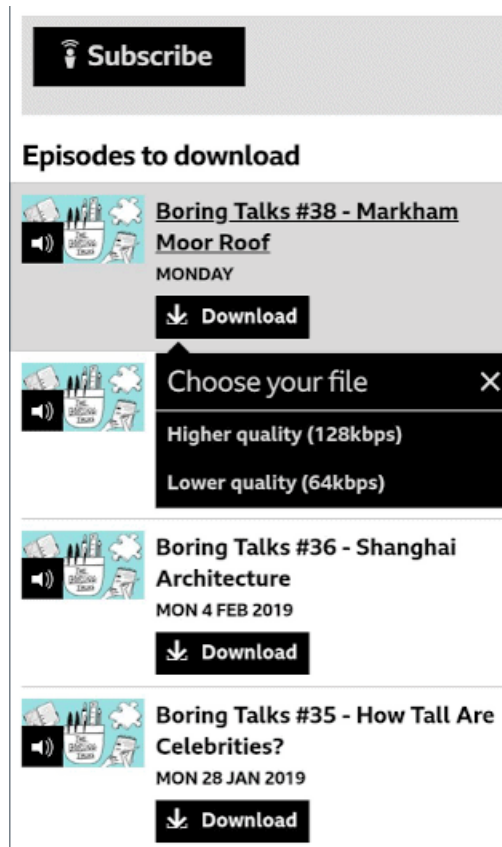 Subscribe
Episodes to download
Boring Talks #38 - Markham
Moor Roof
MONDAY
Download
Choose your file
Higher quality (128kbps)
Lower quality (64kbps)
Boring Talks #36 - Shanghai
Architecture
MON 4 FEB 2019
Download
Boring Talks #35 - How Tall Are
Celebrities?
MON 28 JAN 2019
Download